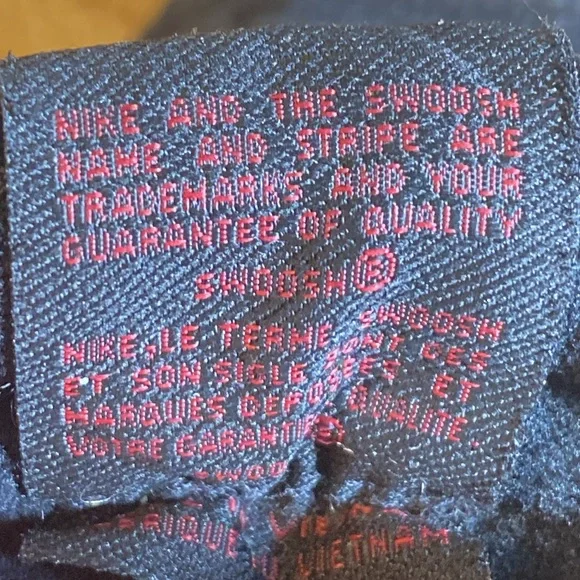 NIKE AND THE SWOOSH
NAME AND STRIPE ARE
TRADEMARKS AND YOUR
GUARANTEE OF QUALITY
SWOOSH®
NIKE, LE TERME SWOOSH
ET SON SIGLE SONT DES
MARQUES DEPOSEES ET
VOTRE GARANTIE QUALITE.
VIETNAM